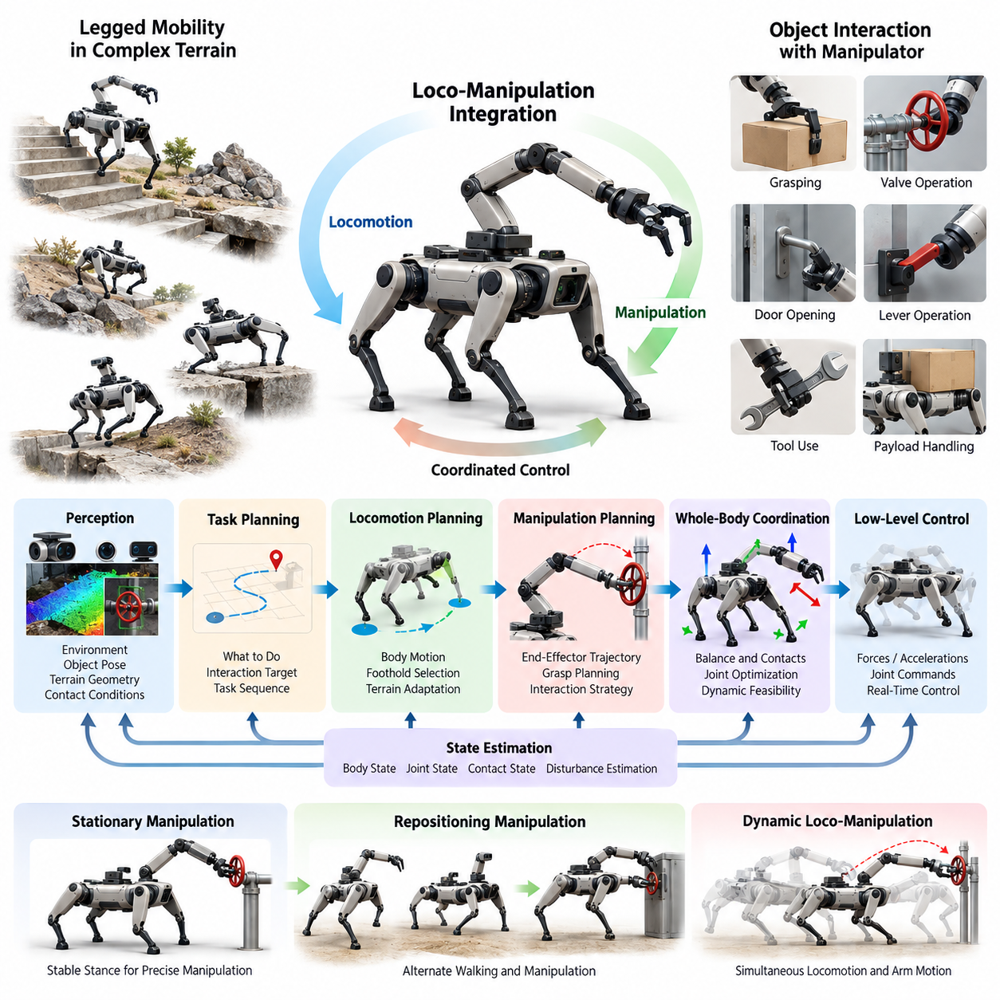 Legged Mobility
in Complex Terrain
Loco-Manipulation
Integration
Locomotion
Manipulation
Coordinated Control
Object Interaction
with Manipulator
Grasping
Valve Operation
Door Opening
Lever Operation
Tool Use
Payload Handling
Perception
Environment
Object Pose
Terrain Geometry
Contact Conditions
Task Planning
What to Do
Interaction Target
Task Sequence
Locomotion Planning
Body Motion
Foothold Selection
Terrain Adaptation
Manipulation Planning
End-Effector Trajectory
Grasp Planning
Interaction Strategy
Whole-Body Coordination
Balance and Contacts
Joint Optimization
Dynamic Feasibility
Low-Level Control
Forces / Accelerations
Joint Commands
Real-Time Control
State Estimation
Body State Joint State Contact State Disturbance Estimation
Stationary Manipulation
Stable Stance for Precise Manipulation
Repositioning Manipulation
Alternate Walking and Manipulation
Dynamic Loco-Manipulation
Simultaneous Locomotion and Arm Motion